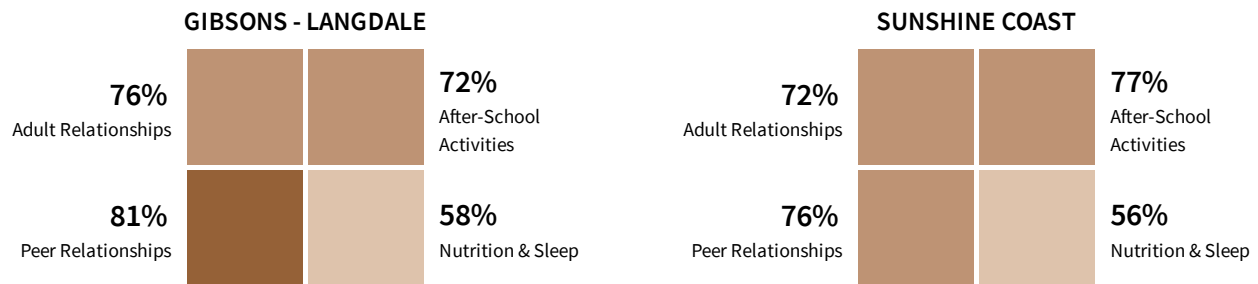 GIBSONS - LANGDALE
76%
Adult Relationships
72%
After-School
Activities
81%
Peer Relationships
58%
Nutrition & Sleep
SUNSHINE COAST
72%
Adult Relationships
77%
After-School
Activities
76%
Peer Relationships
56%
Nutrition & Sleep